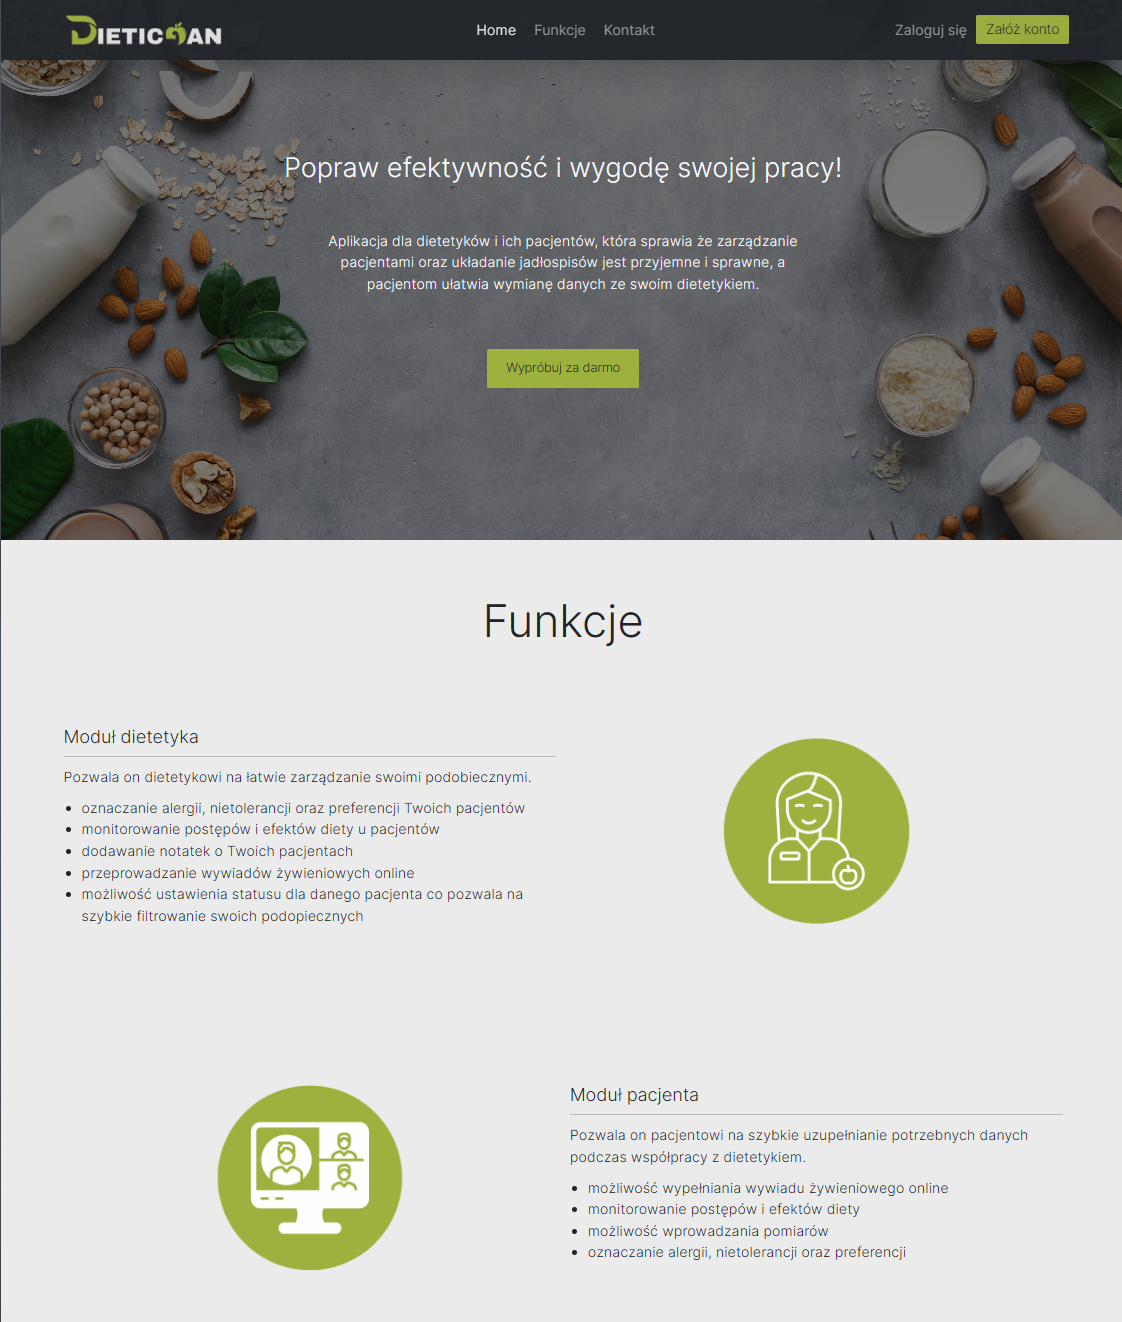 DIETICIAN
Home Funkcje Kontakt
Zaloguj się Załóż konto
Popraw efektywność i wygodę swojej pracy!
Aplikacja dla dietetyków i ich pacjentów, która sprawia że zarządzanie
pacjentami oraz układanie jadłospisów jest przyjemne i sprawne, a
pacjentom ułatwia wymianę danych ze swoim dietetykiem.
Wypróbuj za darmo
Funkcje
Moduł dietetyka
Pozwala on dietetykowi na łatwie zarządzanie swoimi podobiecznymi.
oznaczanie alergii, nietolerancji oraz preferencji Twoich pacjentów
monitorowanie postępów i efektów diety u pacjentów
dodawanie notatek o Twoich pacjentach
przeprowadzanie wywiadów żywieniowych online
możliwość ustawienia statusu dla danego pacjenta co pozwala na
szybkie filtrowanie swoich podopiecznych
Moduł pacjenta
Pozwala on pacjentowi na szybkie uzupełnianie potrzebnych danych
podczas współpracy z dietetykiem.
możliwość wypełniania wywiadu żywieniowego online
monitorowanie postępów i efektów diety
możliwość wprowadzania pomiarów
oznaczanie alergii, nietolerancji oraz preferencji